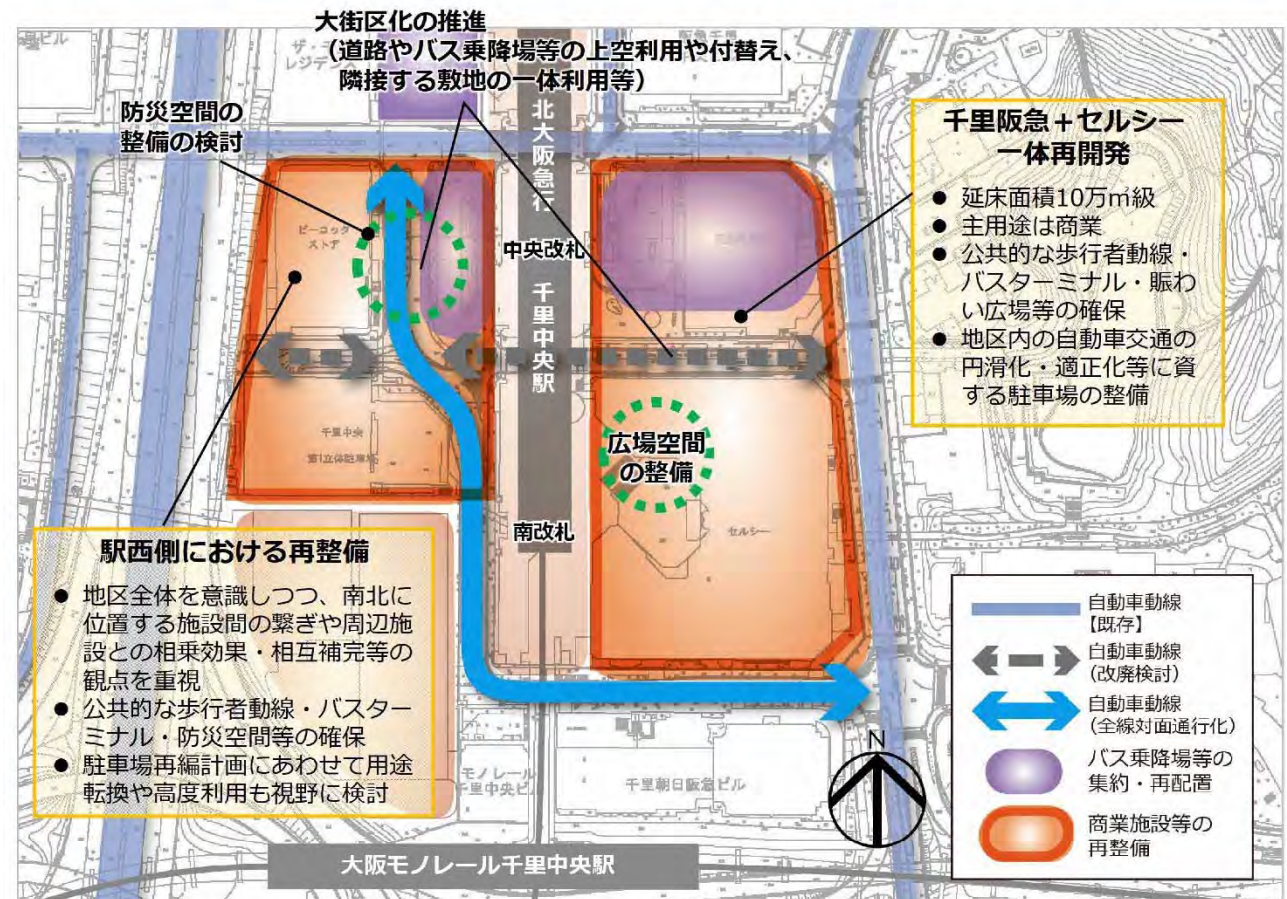 大街区化の推進
（道路やバス乗降場等の上空利用や付替え、
隣接する敷地の一体利用等）
ザ・千里
レジデンス
防災空間の
整備の検討
北大阪急行
千里中央駅
中央改札
南改札
ピーコック
ストア
千里中央
第1立体駐車場
広場空間
の整備
セルシー
千里阪急＋セルシー
一体再開発
● 延床面積10万㎡級
● 主用途は商業
● 公共的な歩行者動線・
バスターミナル・賑わ
い広場等の確保
● 地区内の自動車交通の
円滑化・適正化等に資
する駐車場の整備
駅西側における再整備
● 地区全体を意識しつつ、南北に
位置する施設間の繋ぎや周辺施
設との相乗効果・相互補完等の
観点を重視
● 公共的な歩行者動線・バスター
ミナル・防災空間等の確保
● 駐車場再編計画にあわせて用途
転換や高度利用も視野に検討
モノレール
千里中央ビル
千里朝日阪急ビル
大阪モノレール千里中央駅
N
自動車動線
【既存】
自動車動線
（改廃検討）
自動車動線
（全線対面通行化）
バス乗降場等の
集約・再配置
商業施設等の
再整備